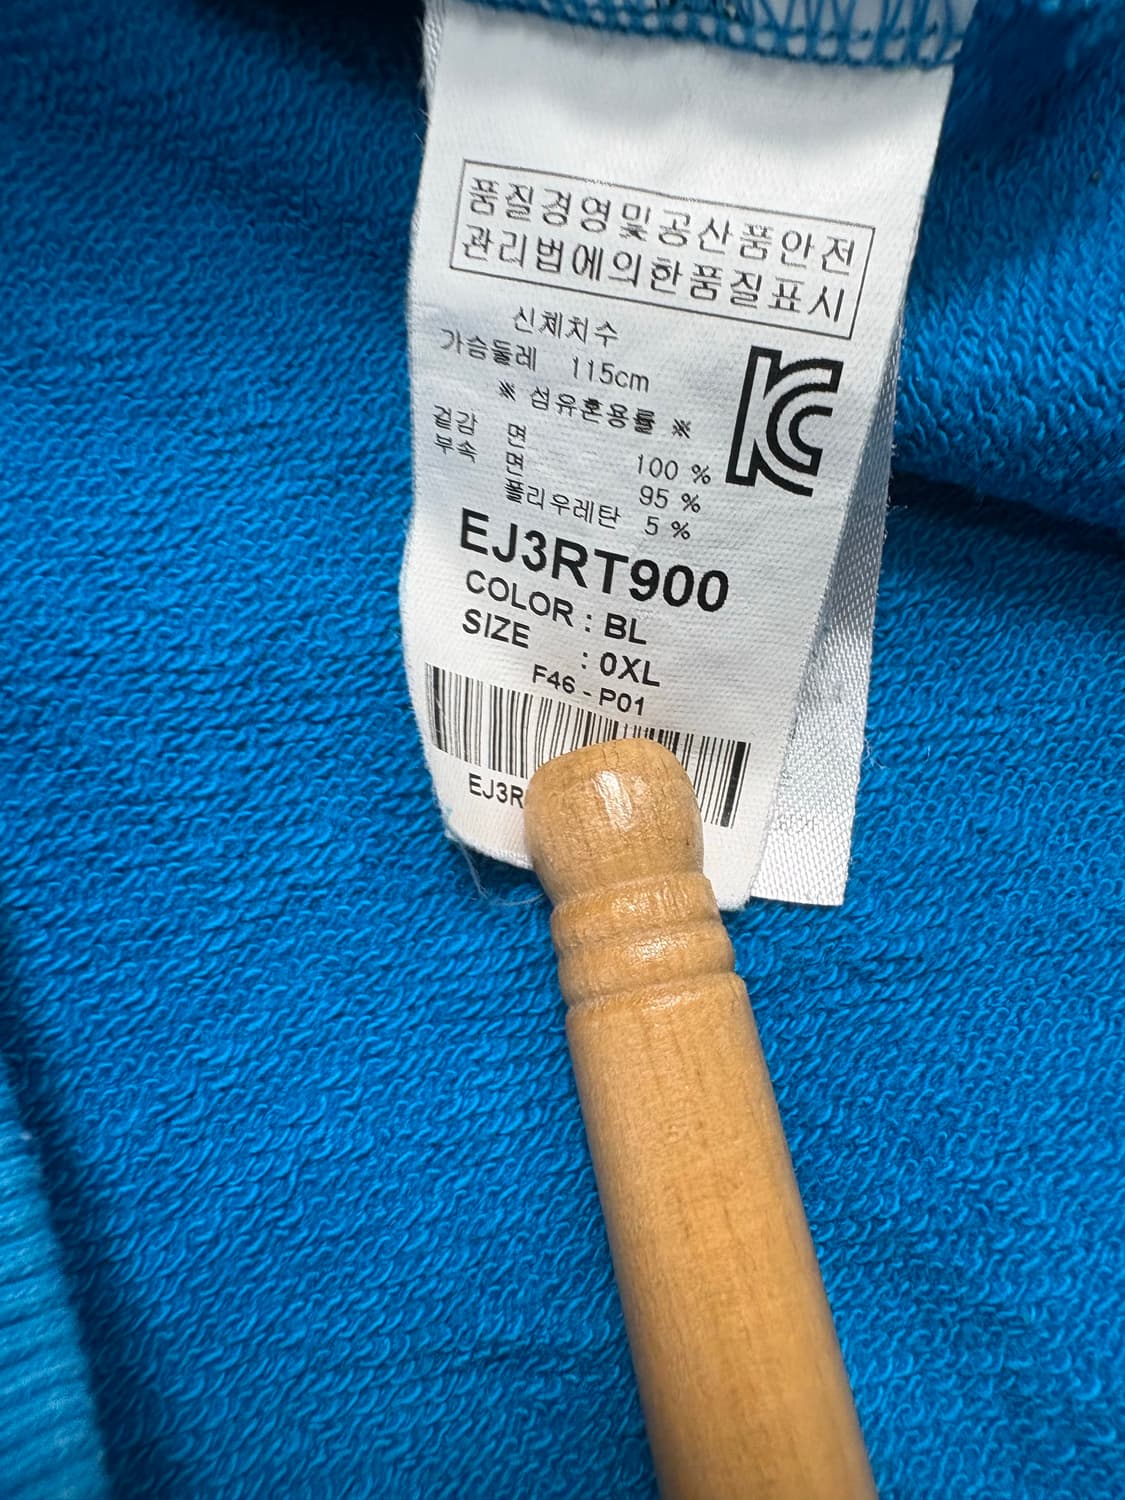 품질경영및공산품안전
관리법에의한품질표시
신체치수
가슴둘레 115cm
※ 섬유혼용률 ※
겉감 면 100 %
부속 면 95 %
폴리우레탄 5 %
KC
EJ3RT900
COLOR : BL
SIZE : 0XL
F46 - P01
EJ3R